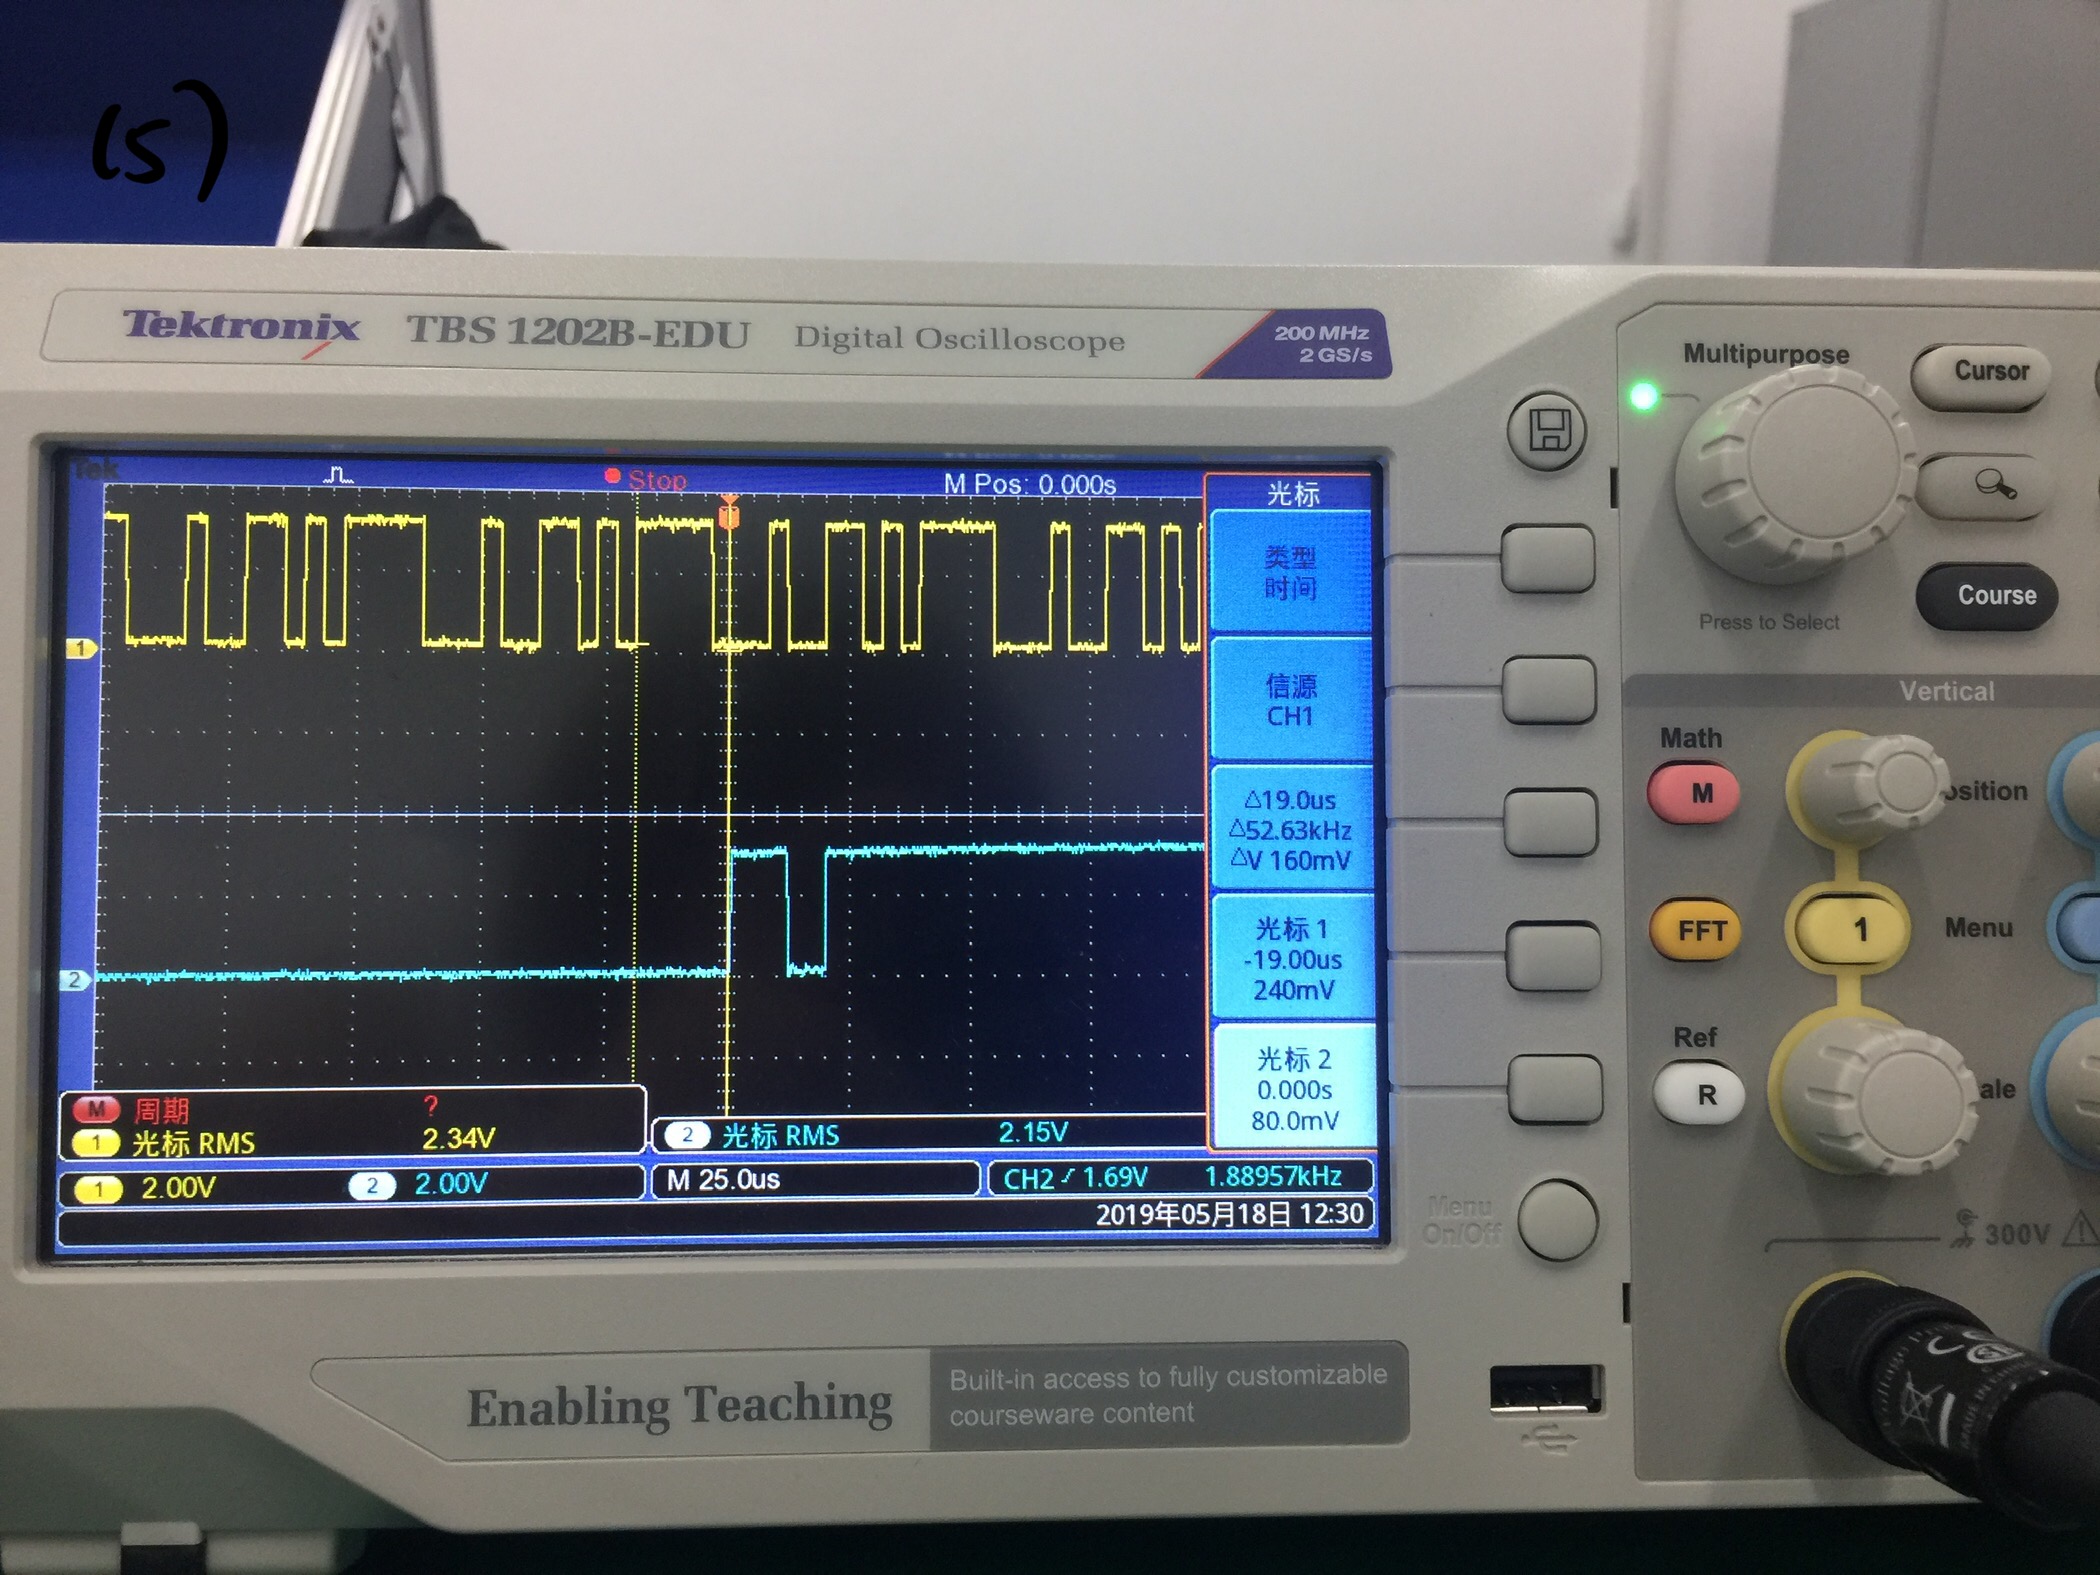 (5)
Tektronix TBS 1202B-EDU Digital Oscilloscope
200 MHz
2 GS/s
Tek
Stop
M Pos: 0.000s
光标
类型
时间
信源
CH1
△19.0us
△52.63kHz
△V 160mV
光标 1
-19.00us
240mV
光标 2
0.000s
80.0mV
1
2
M 周期 ?
1 光标 RMS 2.34V
2 光标 RMS 2.15V
1 2.00V 2 2.00V
M 25.0us
CH2 1.69V 1.88957kHz
2019年05月18日 12:30
Multipurpose
Cursor
Press to Select
Course
Vertical
Math
M
FFT
1
Menu
Ref
R
Menu
On/Off
300V
Enabling Teaching
Built-in access to fully customizable
courseware content